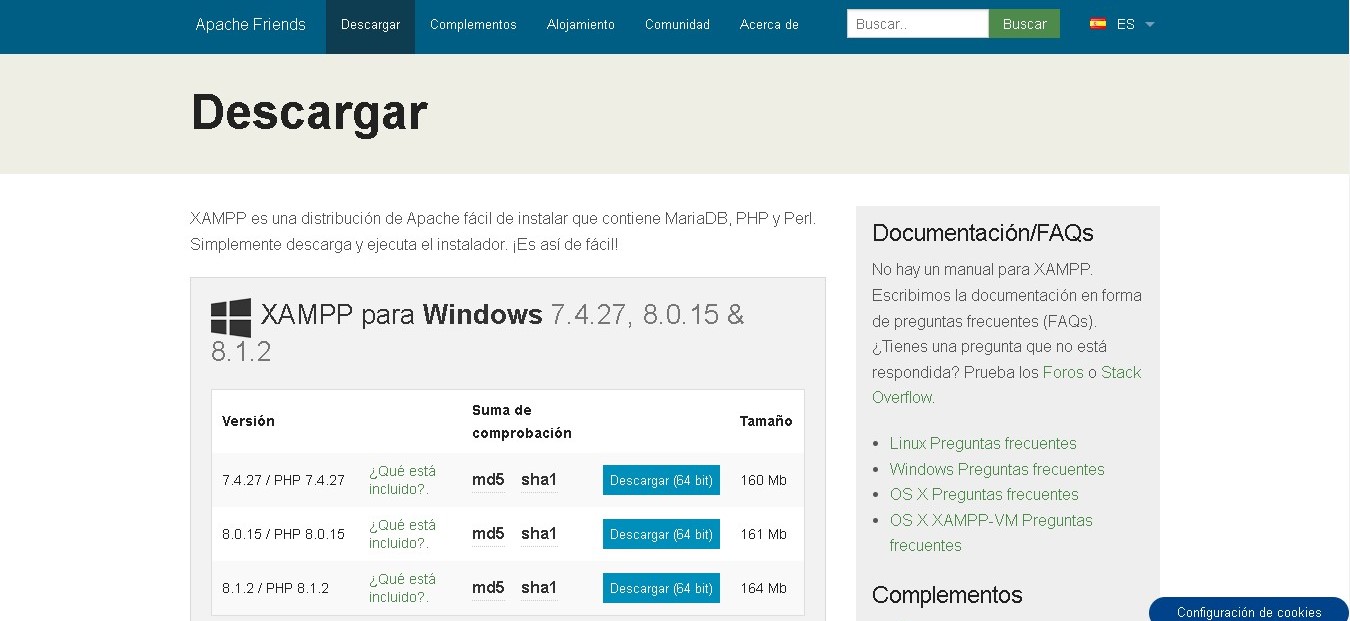 Apache Friends Descargar Complementos Alojamiento Comunidad Acerca de Buscar.. Buscar ES
Descargar
XAMPP es una distribución de Apache fácil de instalar que contiene MariaDB, PHP y Perl.
Simplemente descarga y ejecuta el instalador. ¡Es así de fácil!
XAMPP para Windows 7.4.27, 8.0.15 &
8.1.2
Versión Suma de
comprobación Tamaño
7.4.27 / PHP 7.4.27 ¿Qué está
incluido?. md5 sha1 Descargar (64 bit) 160 Mb
8.0.15 / PHP 8.0.15 ¿Qué está
incluido?. md5 sha1 Descargar (64 bit) 161 Mb
8.1.2 / PHP 8.1.2 ¿Qué está
incluido?. md5 sha1 Descargar (64 bit) 164 Mb
Documentación/FAQs
No hay un manual para XAMPP.
Escribimos la documentación en forma
de preguntas frecuentes (FAQs).
¿Tienes una pregunta que no está
respondida? Prueba los Foros o Stack
Overflow.
Linux Preguntas frecuentes
Windows Preguntas frecuentes
OS X Preguntas frecuentes
OS X XAMPP-VM Preguntas
frecuentes
Complementos
Configuración de cookies